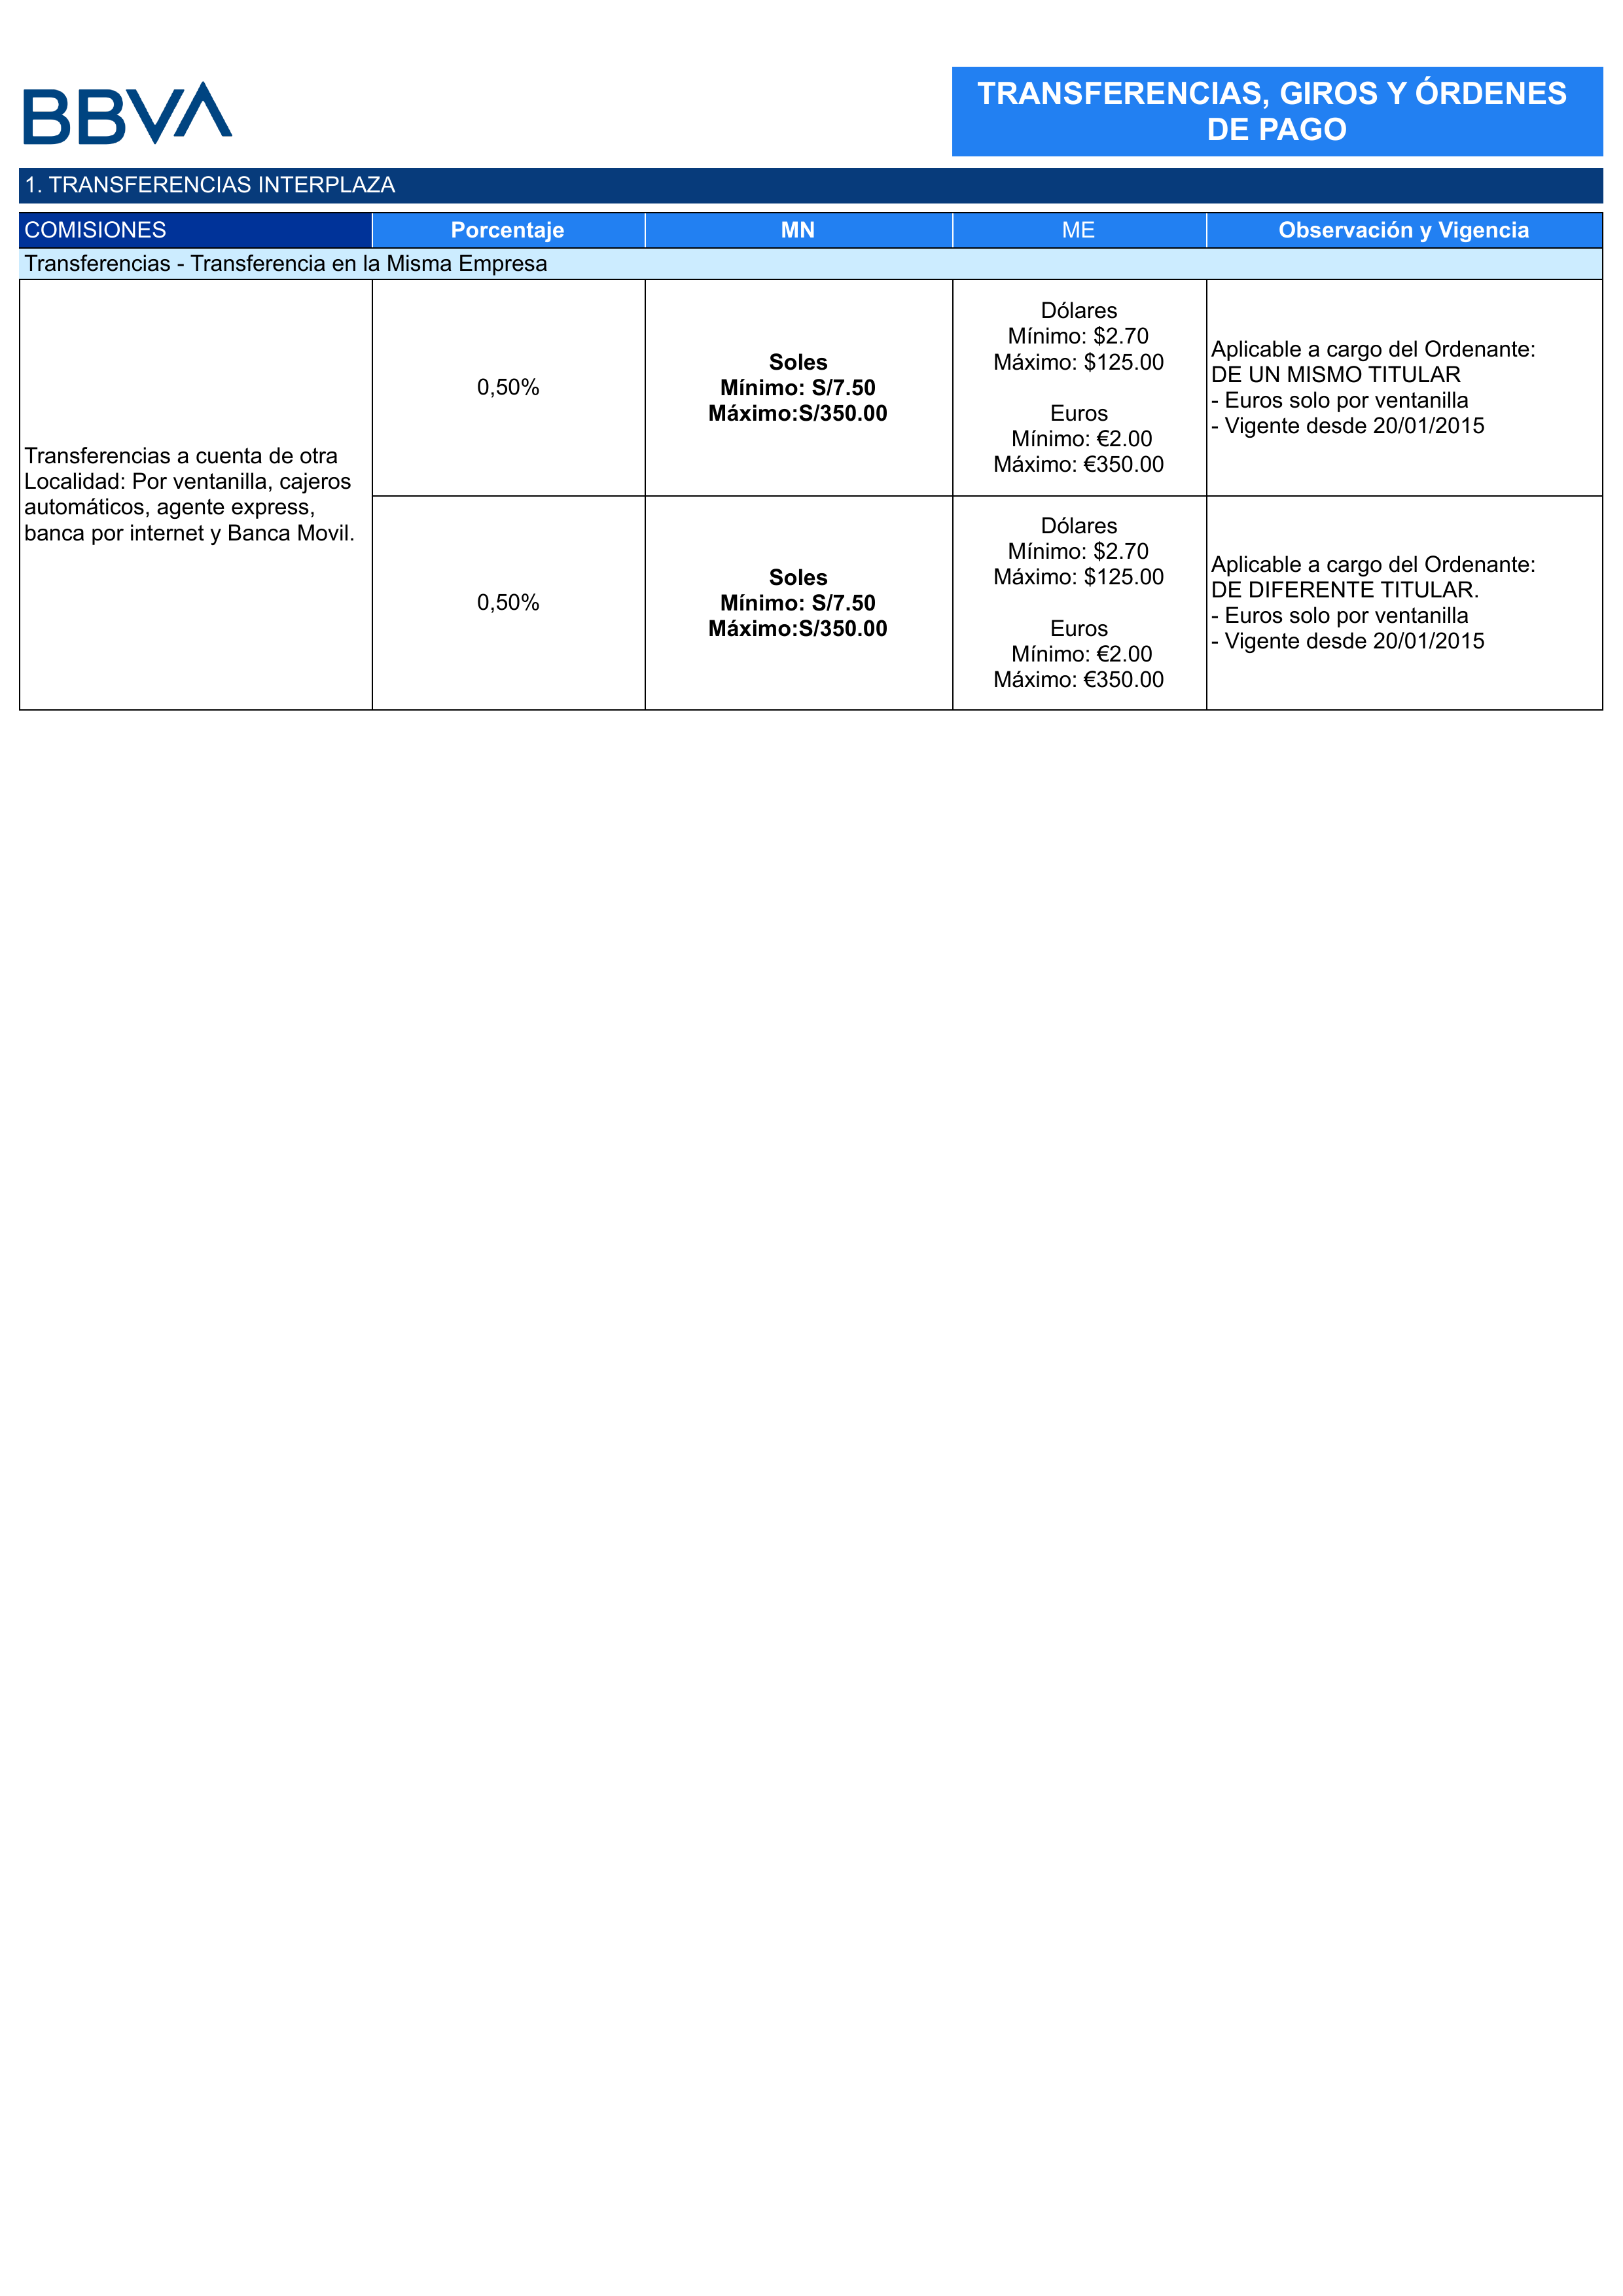 BBVA
TRANSFERENCIAS, GIROS Y ÓRDENES
DE PAGO
1. TRANSFERENCIAS INTERPLAZA
COMISIONES Porcentaje MN ME Observación y Vigencia
Transferencias - Transferencia en la Misma Empresa
Transferencias a cuenta de otra
Localidad: Por ventanilla, cajeros
automáticos, agente express,
banca por internet y Banca Movil.
0,50%
Soles
Mínimo: S/7.50
Máximo:S/350.00
Dólares
Mínimo: $2.70
Máximo: $125.00
Euros
Mínimo: €2.00
Máximo: €350.00
Aplicable a cargo del Ordenante:
DE UN MISMO TITULAR
- Euros solo por ventanilla
- Vigente desde 20/01/2015
0,50%
Soles
Mínimo: S/7.50
Máximo:S/350.00
Dólares
Mínimo: $2.70
Máximo: $125.00
Euros
Mínimo: €2.00
Máximo: €350.00
Aplicable a cargo del Ordenante:
DE DIFERENTE TITULAR.
- Euros solo por ventanilla
- Vigente desde 20/01/2015